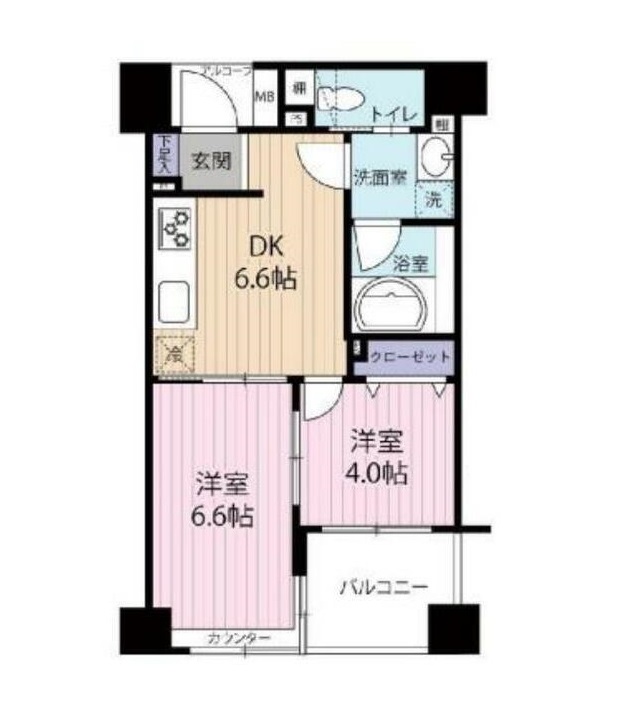 アルコーブ
MB
棚
PS
トイレ
棚
下足入
玄関
洗面室
洗
DK
6.6帖
浴室
冷
クローゼット
洋室
4.0帖
洋室
6.6帖
バルコニー
カウンター